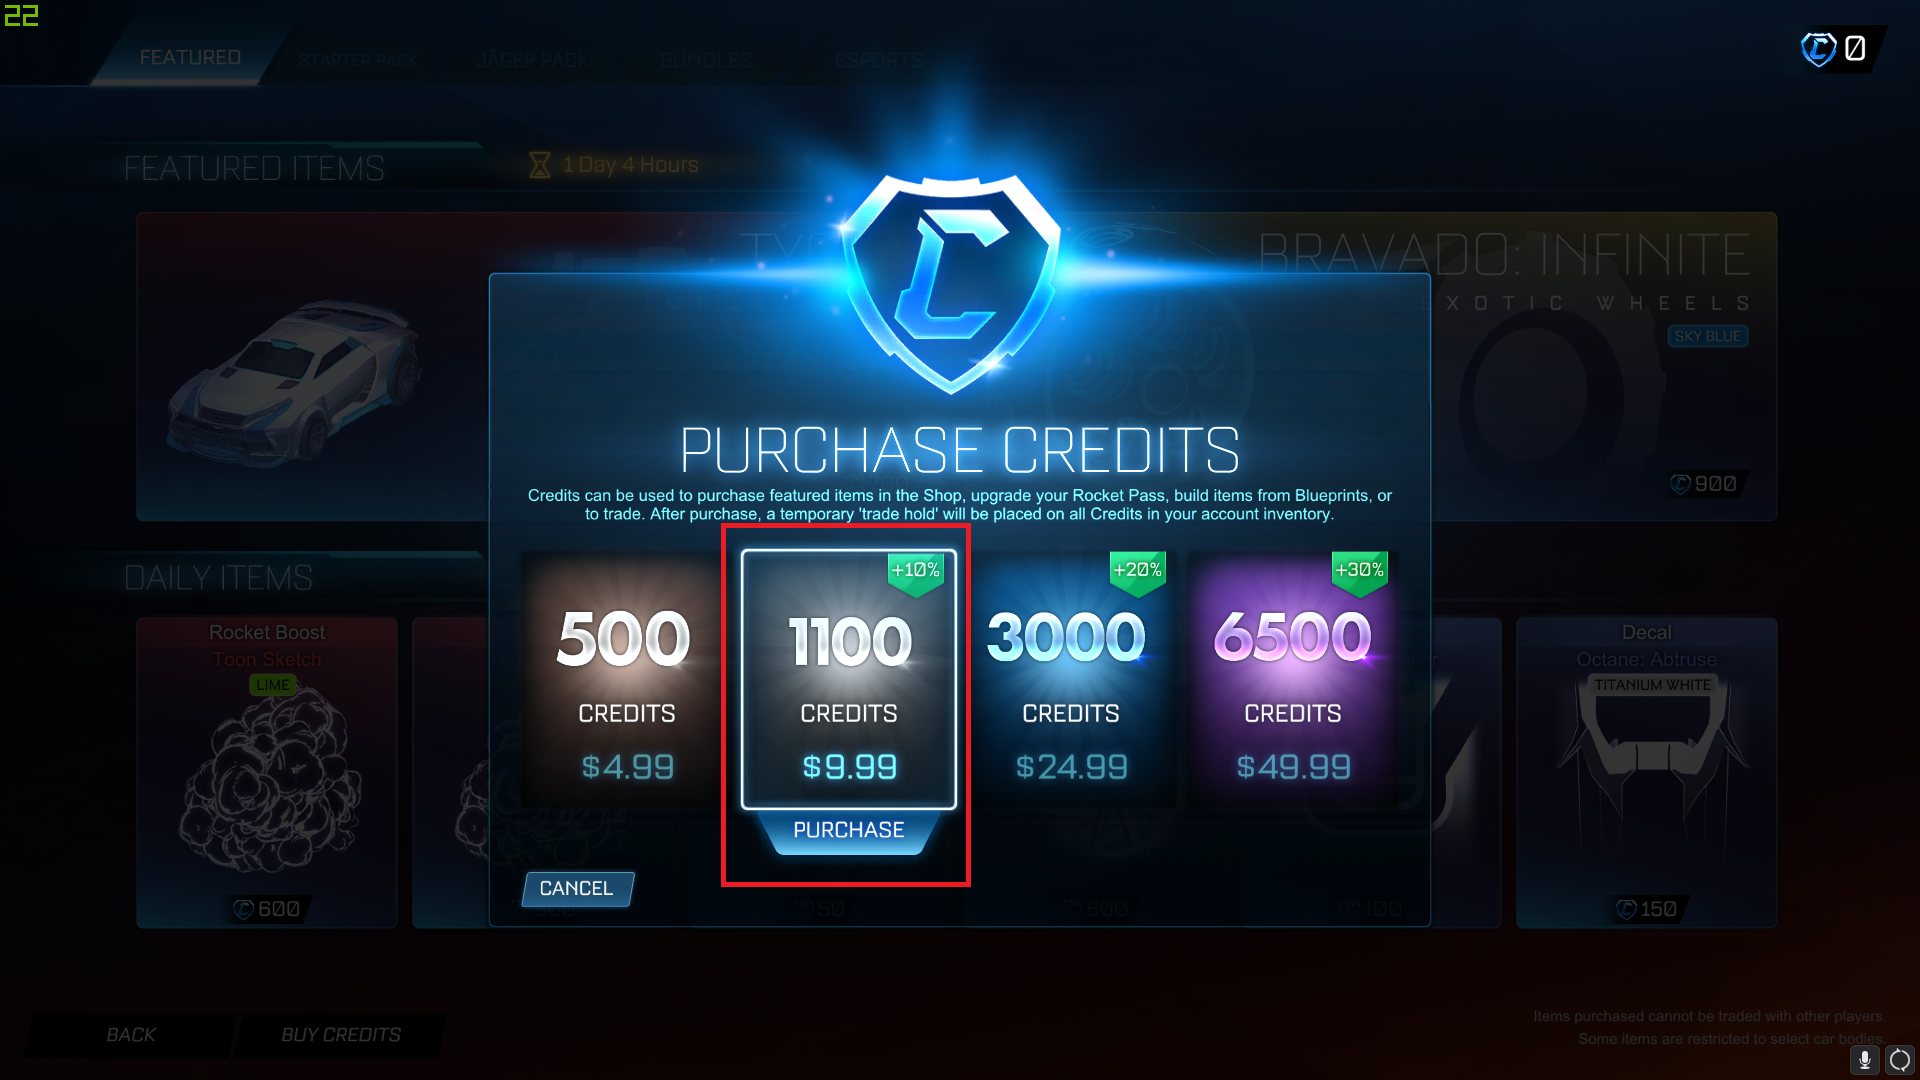 22
FEATURED
STARTER PACK
JÄGER PACK
BUNDLES
ESPORTS
0
FEATURED ITEMS
1 Day 4 Hours
BRAVADO: INFINITE
EXOTIC WHEELS
SKY BLUE
900
PURCHASE CREDITS
Credits can be used to purchase featured items in the Shop, upgrade your Rocket Pass, build items from Blueprints, or
to trade. After purchase, a temporary 'trade hold' will be placed on all Credits in your account inventory.
+10%
+20%
+30%
500
1100
3000
6500
CREDITS
CREDITS
CREDITS
CREDITS
$4.99
$9.99
$24.99
$49.99
PURCHASE
CANCEL
DAILY ITEMS
Rocket Boost
Toon Sketch
LIME
600
50
600
100
Decal
Octane: Abtruse
TITANIUM WHITE
150
BACK
BUY CREDITS
Items purchased cannot be traded with other players.
Some items are restricted to select car bodies.